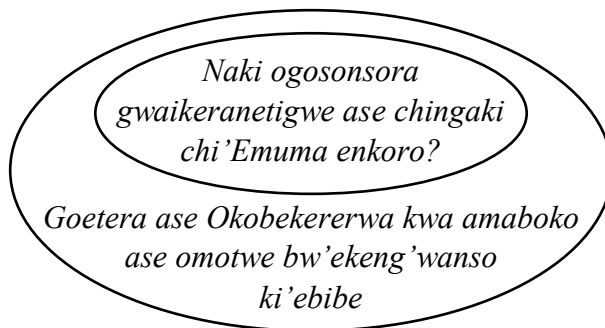 Naki ogosonsora
gwaikeranetigwe ase chingaki
chi’Emuma enkoro?
Goetera ase Okobekererwa kwa amaboko
ase omotwe bw’ekeng’wanso
ki’ebibe